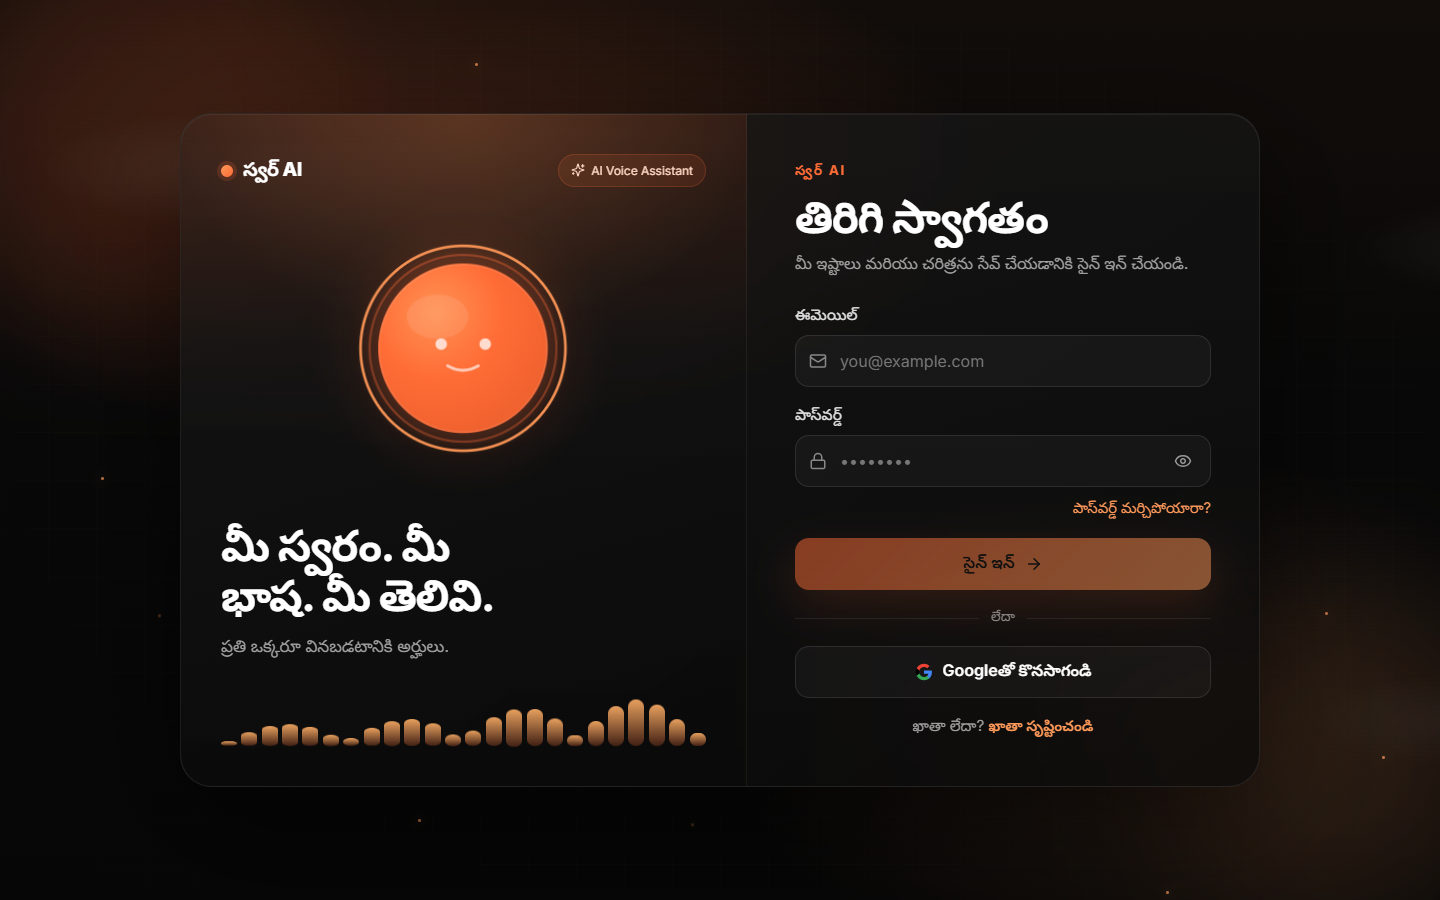 స్వర్ AI
AI Voice Assistant
మీ స్వరం. మీ
భాష. మీ తెలివి.
ప్రతి ఒక్కరూ వినబడటానికి అర్హులు.
స్వర్ AI
తిరిగి స్వాగతం
మీ ఇష్టాలు మరియు చరిత్రను సేవ్ చేయడానికి సైన్ ఇన్ చేయండి.
ఈమెయిల్
you@example.com
పాస్‌వర్డ్
••••••••
పాస్‌వర్డ్ మర్చిపోయారా?
సైన్ ఇన్ →
లేదా
Googleతో కొనసాగండి
ఖాతా లేదా? ఖాతా సృష్టించండి